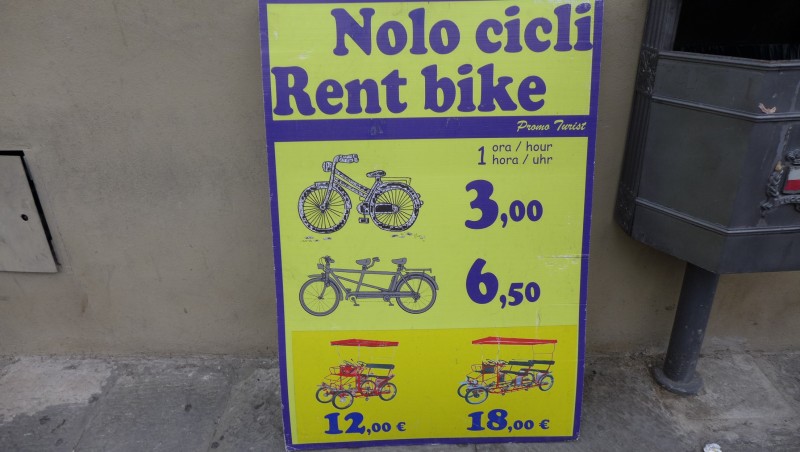 Nolo cicli
Rent bike
Promo Turist
1 ora / hour
hora / uhr
3,00
6,50
12,00 €
18,00 €